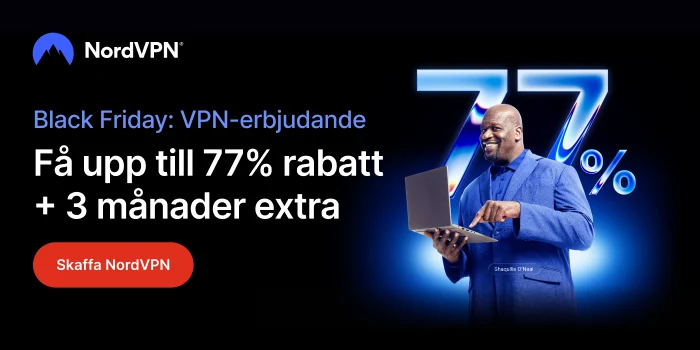 NordVPN®
Black Friday: VPN-erbjudande
Få upp till 77% rabatt
+ 3 månader extra
Skaffa NordVPN
77%
Shaquille O'Neal